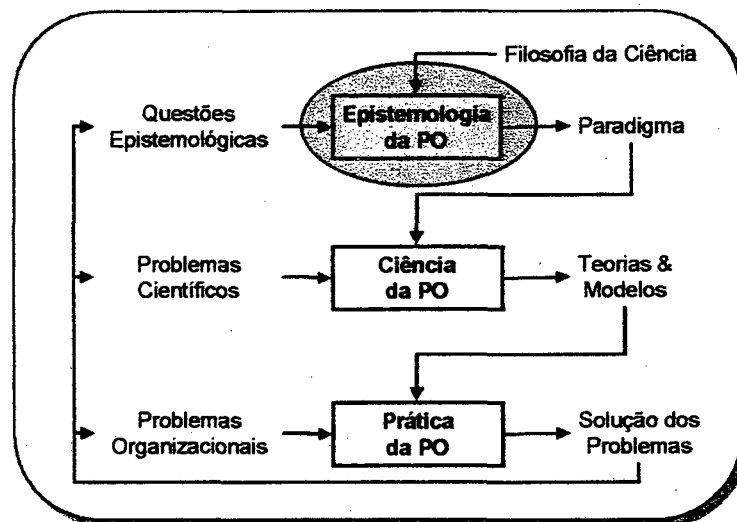 Filosofia da Ciência
Questões
Epistemológicas
Epistemologia
da PO
Paradigma
Problemas
Científicos
Ciência
da PO
Teorias &
Modelos
Problemas
Organizacionais
Prática
da PO
Solução dos
Problemas